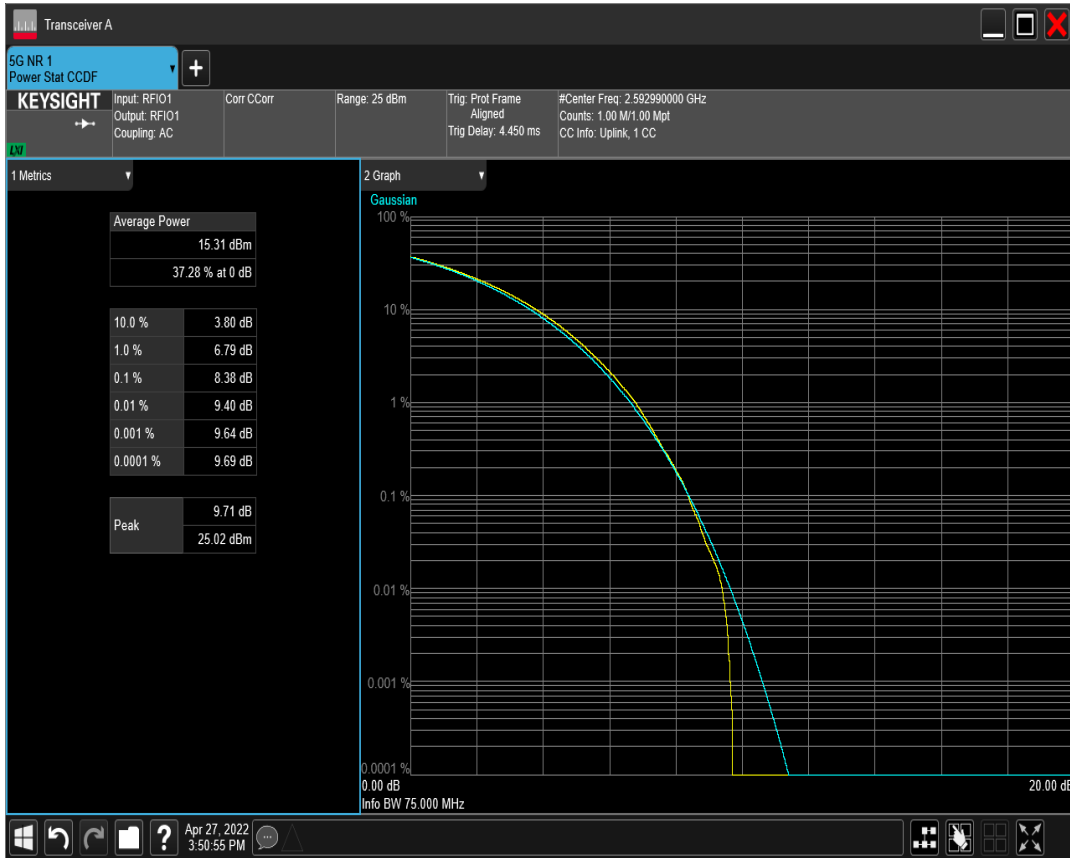 Transceiver A
5G NR 1
Power Stat CCDF
KEYSIGHT
LXI
Input: RFIO1
Output: RFIO1
Coupling: AC
Corr CCorr
Range: 25 dBm
Trig: Prot Frame
Aligned
Trig Delay: 4.450 ms
#Center Freq: 2.592990000 GHz
Counts: 1.00 M/1.00 Mpt
CC Info: Uplink, 1 CC
1 Metrics
Average Power
15.31 dBm
37.28 % at 0 dB
10.0 % 3.80 dB
1.0 % 6.79 dB
0.1 % 8.38 dB
0.01 % 9.40 dB
0.001 % 9.64 dB
0.0001 % 9.69 dB
Peak 9.71 dB
25.02 dBm
2 Graph
Gaussian
100 %
10 %
1 %
0.1 %
0.01 %
0.001 %
0.0001 %
0.00 dB 20.00 dB
Info BW 75.000 MHz
Apr 27, 2022
3:50:55 PM